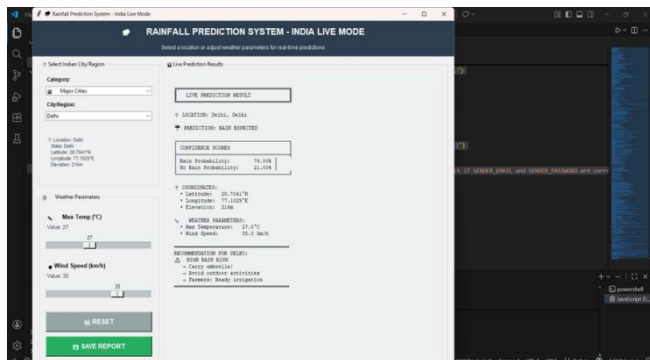 Rainfall Prediction System - India Live Mode
RAINFALL PREDICTION SYSTEM - INDIA LIVE MODE
Select a location or adjust weather parameters for real-time predictions
Select Indian City/Region
Category:
Major Cities
City/Region:
Delhi
Location: Delhi
State: Delhi
Latitude: 28.7041°N
Longitude: 77.1025°E
Elevation: 216m
Weather Parameters
Max Temp (°C)
Value: 27
27
Wind Speed (km/h)
Value: 35
35
RESET
SAVE REPORT
Live Prediction Results
LIVE PREDICTION RESULT
LOCATION: Delhi, Delhi
PREDICTION: RAIN EXPECTED
CONFIDENCE SCORES
Rain Probability: 79.00%
No Rain Probability: 21.00%
COORDINATES:
• Latitude: 28.7041°N
• Longitude: 77.1025°E
• Elevation: 216m
WEATHER PARAMETERS:
• Max Temperature: 27.0°C
• Wind Speed: 35.0 km/h
RECOMMENDATION FOR DELHI:
HIGH RAIN RISK
→ Carry umbrella!
→ Avoid outdoor activities
→ Farmers: Ready irrigation
")
")
k if SENDER_EMAIL and SENDER_PASSWORD are corre
powershell
JavaScript D...